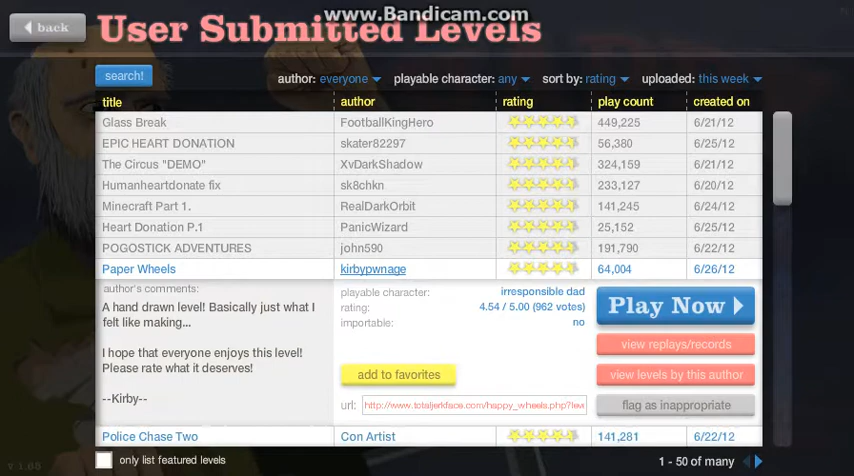 www.Bandicam.com
back
User Submitted Levels
search!
author: everyone playable character: any sort by: rating uploaded: this week
title author rating play count created on
Glass Break FootballKingHero 449,225 6/21/12
EPIC HEART DONATION skater82297 56,380 6/25/12
The Circus "DEMO" XvDarkShadow 324,159 6/21/12
Humanheartdonate fix sk8chkn 233,127 6/20/12
Minecraft Part 1. RealDarkOrbit 141,245 6/24/12
Heart Donation P.1 PanicWizard 25,152 6/25/12
POGOSTICK ADVENTURES john590 191,790 6/22/12
Paper Wheels kirbypwnage 64,004 6/26/12
author's comments:
A hand drawn level! Basically just what I
felt like making...
I hope that everyone enjoys this level!
Please rate what it deserves!
--Kirby--
playable character: irresponsible dad
rating: 4.54 / 5.00 (962 votes)
importable: no
add to favorites
url: http://www.totaljerkface.com/happy_wheels.php?lev
Play Now
view replays/records
view levels by this author
flag as inappropriate
Police Chase Two Con Artist 141,281 6/22/12
only list featured levels
1 - 50 of many